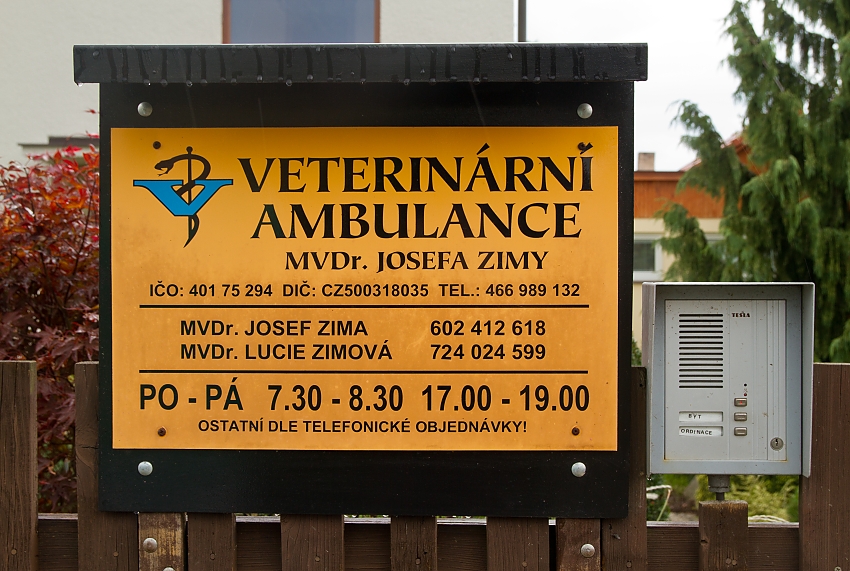 VETERINÁRNÍ
AMBULANCE
MVDr. JOSEFA ZIMY
IČO: 401 75 294 DIČ: CZ500318035 TEL.: 466 989 132
MVDr. JOSEF ZIMA 602 412 618
MVDr. LUCIE ZIMOVÁ 724 024 599
PO - PÁ 7.30 - 8.30 17.00 - 19.00
OSTATNÍ DLE TELEFONICKÉ OBJEDNÁVKY!
TESLA
BYT
ORDINACE